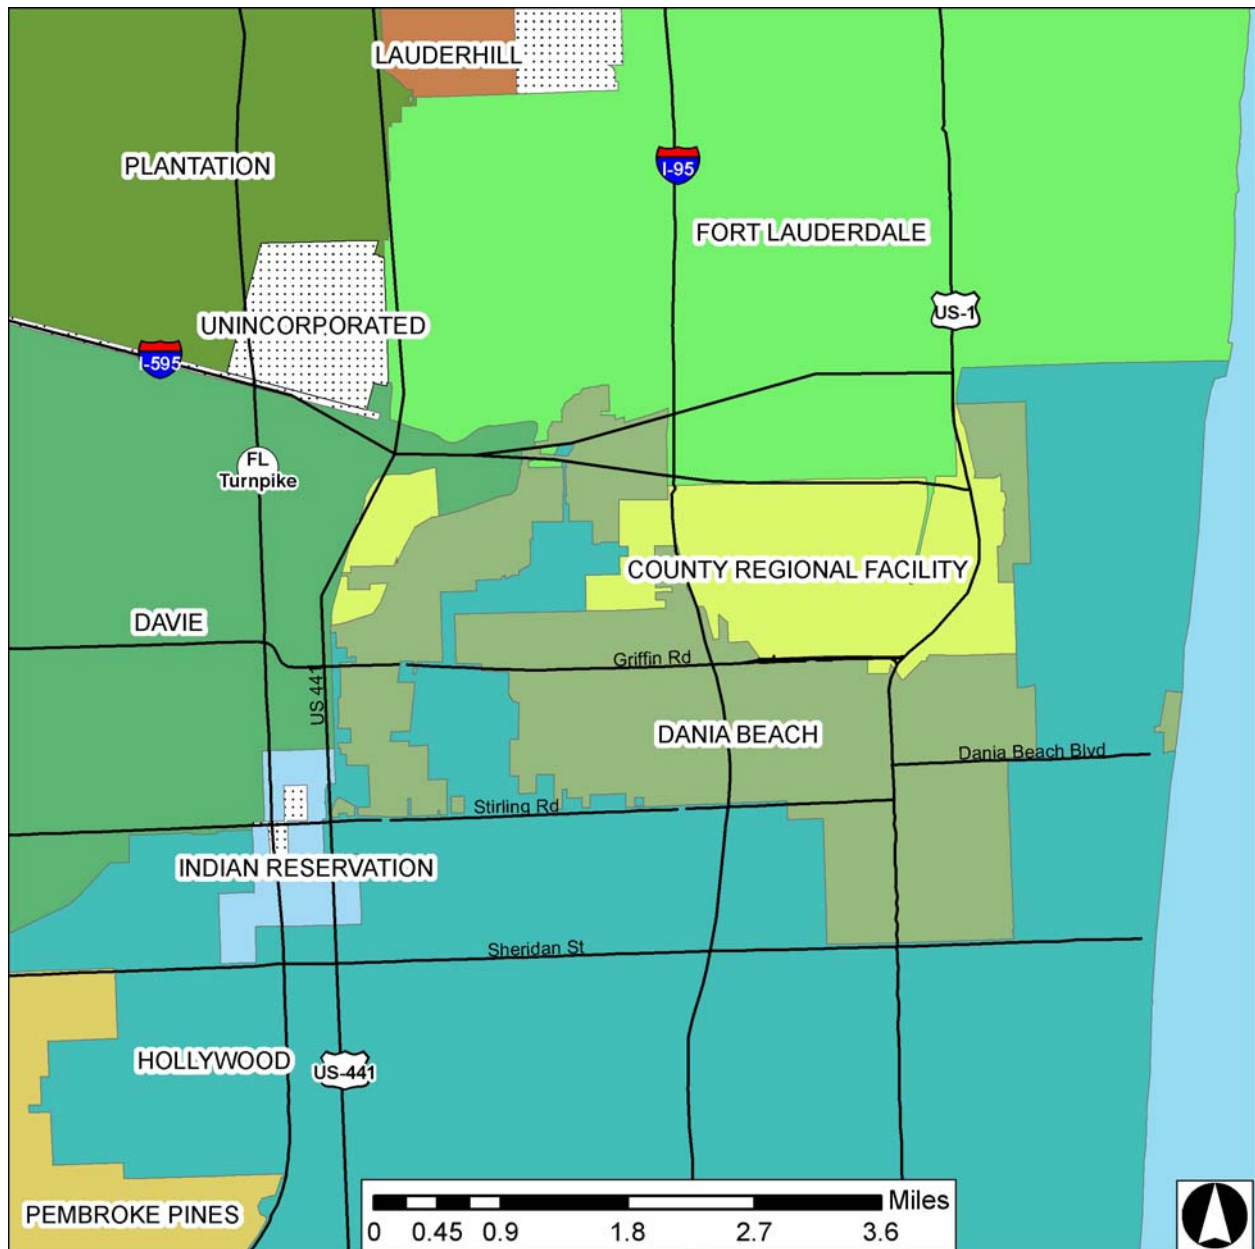 LAUDERHILL
PLANTATION
I-95
FORT LAUDERDALE
US-1
UNINCORPORATED
I-595
FL
Turnpike
COUNTY REGIONAL FACILITY
DAVIE
Griffin Rd
US 441
DANIA BEACH
Dania Beach Blvd
Stirling Rd
INDIAN RESERVATION
Sheridan St
HOLLYWOOD
US-441
PEMBROKE PINES
Miles
0 0.45 0.9 1.8 2.7 3.6